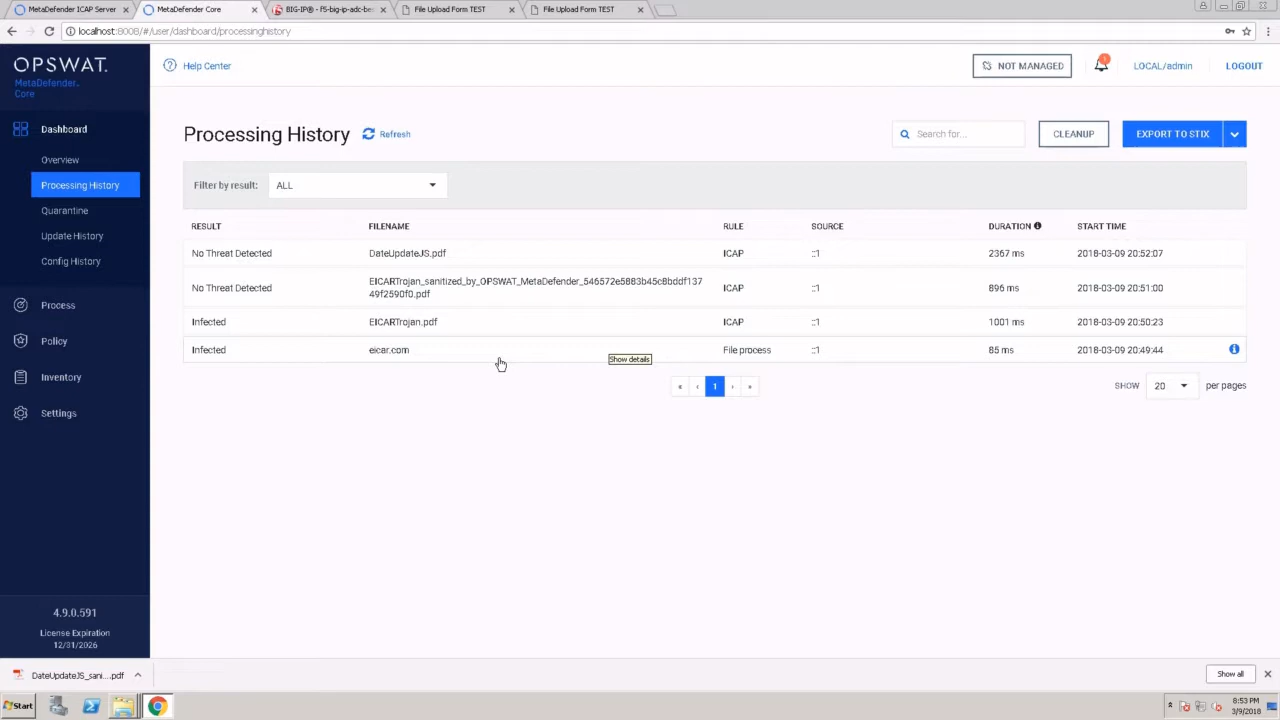 MetaDefender ICAP Server
MetaDefender Core
BIG-IP® - f5-big-ip-adc-be
File Upload Form TEST
File Upload Form TEST
localhost:8008/#/user/dashboard/processinghistory
OPSWAT.
MetaDefender
Core
Help Center
NOT MANAGED
1
LOCAL/admin
LOGOUT
Dashboard
Overview
Processing History
Quarantine
Update History
Config History
Process
Policy
Inventory
Settings
4.9.0.591
License Expiration
12/31/2026
Processing History
Refresh
Search for...
CLEANUP
EXPORT TO STIX
Filter by result:
ALL
RESULT FILENAME RULE SOURCE DURATION START TIME
No Threat Detected DateUpdateJS.pdf ICAP ::1 2367 ms 2018-03-09 20:52:07
No Threat Detected EICARTrojan_sanitized_by_OPSWAT_MetaDefender_546572e5883b45c8bddf137 ICAP ::1 896 ms 2018-03-09 20:51:00
49f2590f0.pdf
Infected EICARTrojan.pdf ICAP ::1 1001 ms 2018-03-09 20:50:23
Infected eicar.com File process ::1 85 ms 2018-03-09 20:49:44
Show details
« ‹ 1 › »
SHOW 20 per pages
DateUpdateJS_sani....pdf
Show all
Start
8:53 PM
3/9/2018